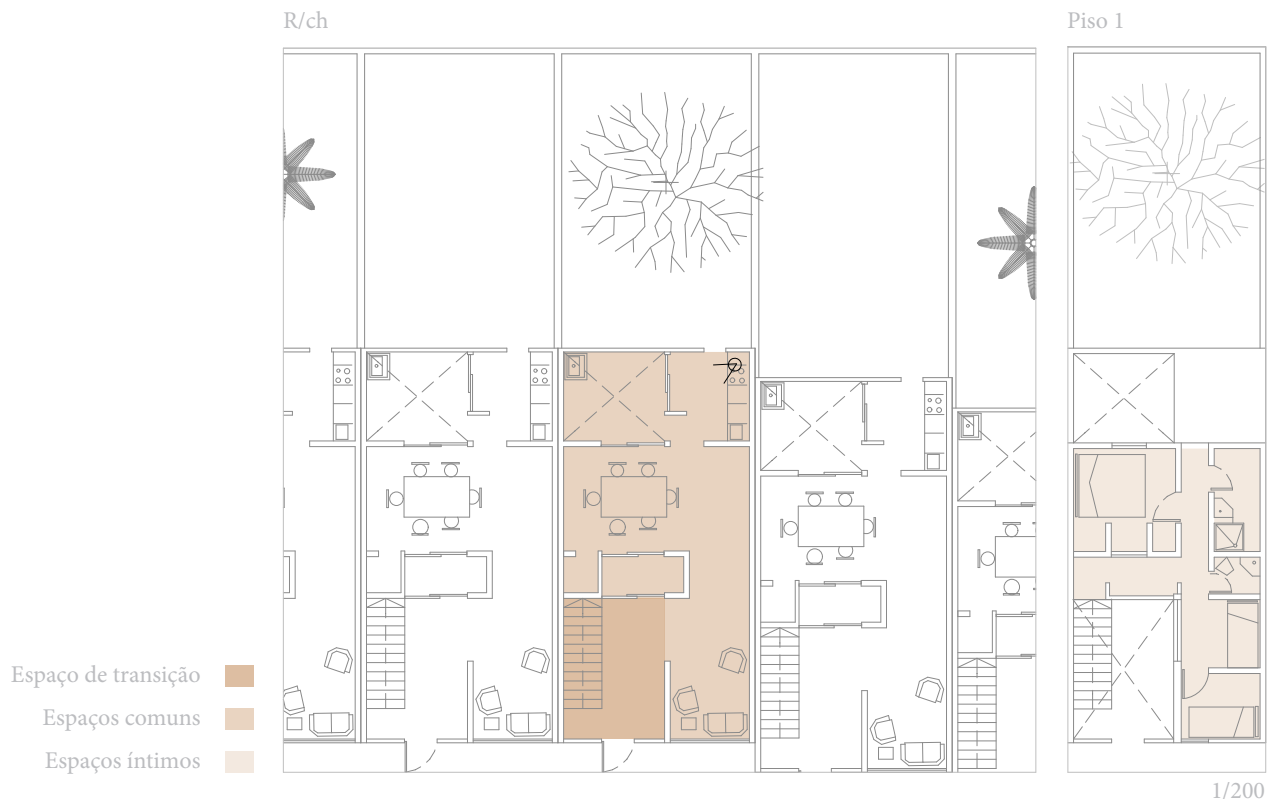 R/ch
Piso 1
Espaço de transição
Espaços comuns
Espaços íntimos
1/200